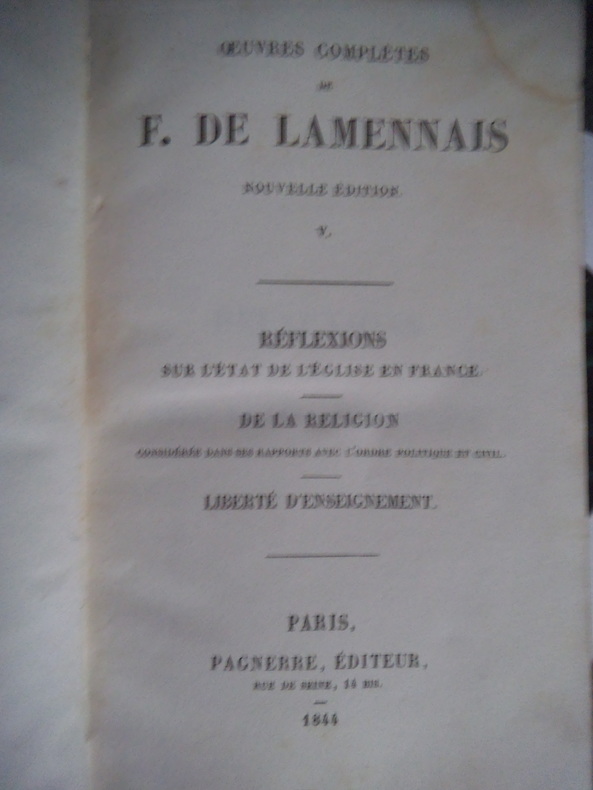 ŒUVRES COMPLÈTES
DE
F. DE LAMENNAIS
NOUVELLE ÉDITION
V.
RÉFLEXIONS
SUR L'ÉTAT DE L'ÉGLISE EN FRANCE.
DE LA RELIGION
CONSIDÉRÉE DANS SES RAPPORTS AVEC L'ORDRE POLITIQUE ET CIVIL.
LIBERTÉ D'ENSEIGNEMENT.
PARIS,
PAGNERRE, ÉDITEUR,
RUE DE SEINE, 14 BIS.
1844